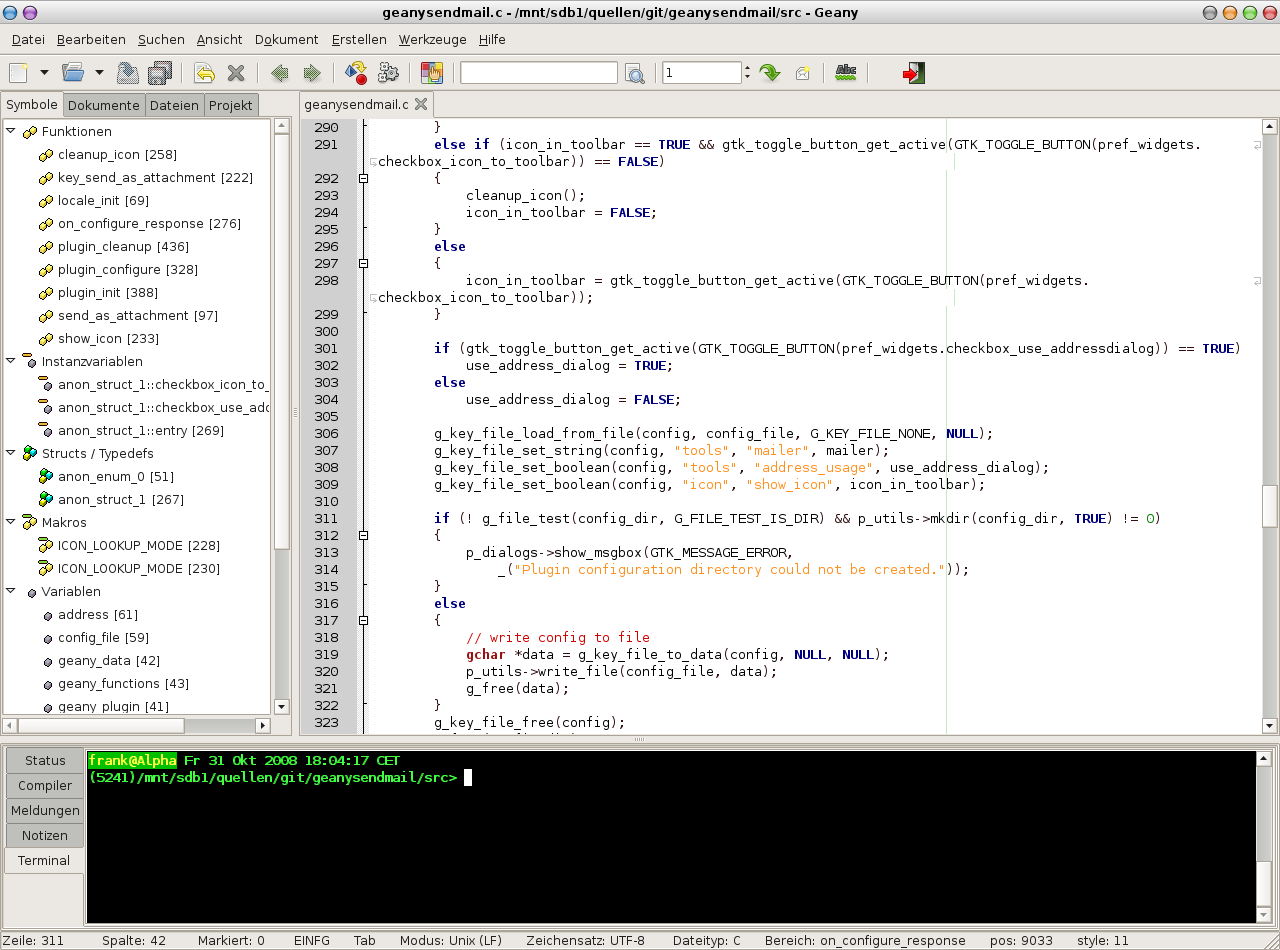 geanysendmail.c - /mnt/sdb1/quellen/git/geanysendmail/src - Geany
Datei Bearbeiten Suchen Ansicht Dokument Erstellen Werkzeuge Hilfe
1
Abc
Symbole Dokumente Dateien Projekt
Funktionen
cleanup_icon [258]
key_send_as_attachment [222]
locale_init [69]
on_configure_response [276]
plugin_cleanup [436]
plugin_configure [328]
plugin_init [388]
send_as_attachment [97]
show_icon [233]
Instanzvariablen
anon_struct_1::checkbox_icon_to_
anon_struct_1::checkbox_use_adc
anon_struct_1::entry [269]
Structs / Typedefs
anon_enum_0 [51]
anon_struct_1 [267]
Makros
ICON_LOOKUP_MODE [228]
ICON_LOOKUP_MODE [230]
Variablen
address [61]
config_file [59]
geany_data [42]
geany_functions [43]
geany_plugin [41]
geanysendmail.c
290 }
291 else if (icon_in_toolbar == TRUE && gtk_toggle_button_get_active(GTK_TOGGLE_BUTTON(pref_widgets.
checkbox_icon_to_toolbar)) == FALSE)
292 {
293 cleanup_icon();
294 icon_in_toolbar = FALSE;
295 }
296 else
297 {
298 icon_in_toolbar = gtk_toggle_button_get_active(GTK_TOGGLE_BUTTON(pref_widgets.
checkbox_icon_to_toolbar));
299 }
300
301 if (gtk_toggle_button_get_active(GTK_TOGGLE_BUTTON(pref_widgets.checkbox_use_addressdialog)) == TRUE)
302 use_address_dialog = TRUE;
303 else
304 use_address_dialog = FALSE;
305
306 g_key_file_load_from_file(config, config_file, G_KEY_FILE_NONE, NULL);
307 g_key_file_set_string(config, "tools", "mailer", mailer);
308 g_key_file_set_boolean(config, "tools", "address_usage", use_address_dialog);
309 g_key_file_set_boolean(config, "icon", "show_icon", icon_in_toolbar);
310
311 if (! g_file_test(config_dir, G_FILE_TEST_IS_DIR) && p_utils->mkdir(config_dir, TRUE) != 0)
312 {
313 p_dialogs->show_msgbox(GTK_MESSAGE_ERROR,
314 _("Plugin configuration directory could not be created."));
315 }
316 else
317 {
318 // write config to file
319 gchar *data = g_key_file_to_data(config, NULL, NULL);
320 p_utils->write_file(config_file, data);
321 g_free(data);
322 }
323 g_key_file_free(config);
Status
Compiler
Meldungen
Notizen
Terminal
frank@Alpha Fr 31 Okt 2008 18:04:17 CET
(5241)/mnt/sdb1/quellen/git/geanysendmail/src>
Zeile: 311 Spalte: 42 Markiert: 0 EINFG Tab Modus: Unix (LF) Zeichensatz: UTF-8 Dateityp: C Bereich: on_configure_response pos: 9033 style: 11